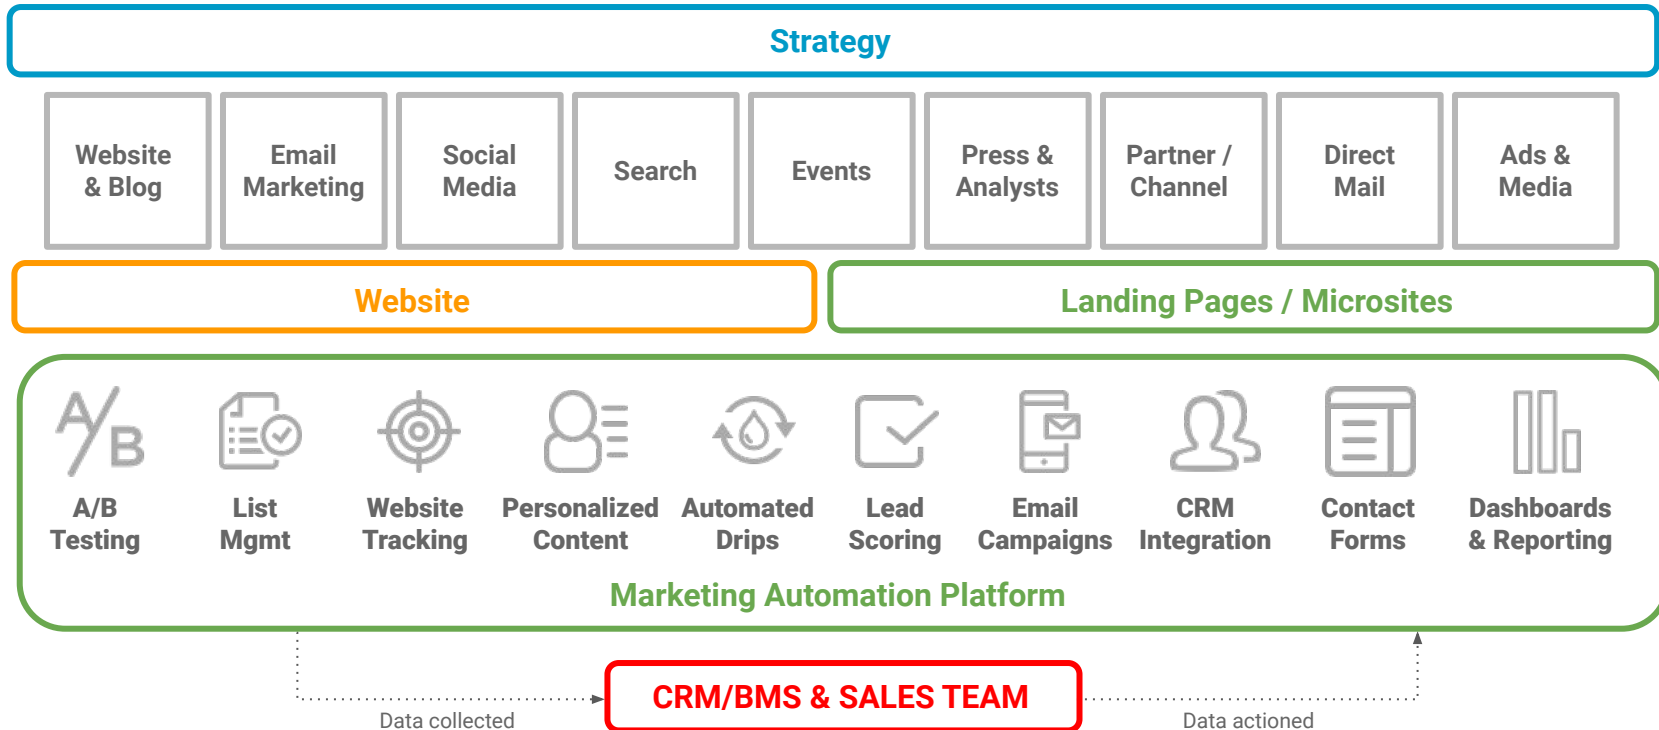 Strategy
Website
& Blog
Email
Marketing
Social
Media
Search
Events
Press &
Analysts
Partner /
Channel
Direct
Mail
Ads &
Media
Website
Landing Pages / Microsites
A/B
A/B
Testing
List
Mgmt
Website
Tracking
Personalized
Content
Automated
Drips
Lead
Scoring
Email
Campaigns
CRM
Integration
Contact
Forms
Dashboards
& Reporting
Marketing Automation Platform
CRM/BMS & SALES TEAM
Data collected
Data actioned